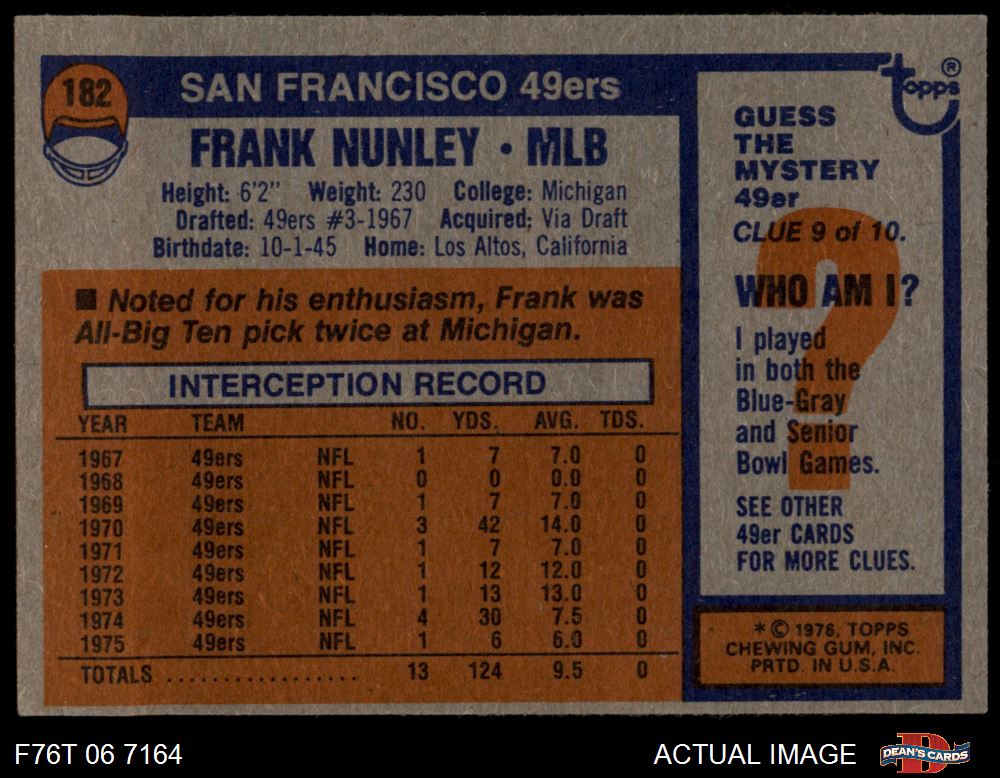 182
SAN FRANCISCO 49ers
FRANK NUNLEY • MLB
Height: 6'2" Weight: 230 College: Michigan
Drafted: 49ers #3-1967 Acquired: Via Draft
Birthdate: 10-1-45 Home: Los Altos, California
■ Noted for his enthusiasm, Frank was
All-Big Ten pick twice at Michigan.
INTERCEPTION RECORD
YEAR TEAM NO. YDS. AVG. TDS.
1967 49ers NFL 1 7 7.0 0
1968 49ers NFL 0 0 0.0 0
1969 49ers NFL 1 7 7.0 0
1970 49ers NFL 3 42 14.0 0
1971 49ers NFL 1 7 7.0 0
1972 49ers NFL 1 12 12.0 0
1973 49ers NFL 1 13 13.0 0
1974 49ers NFL 4 30 7.5 0
1975 49ers NFL 1 6 6.0 0
TOTALS ................. 13 124 9.5 0
topps ®
GUESS
THE
MYSTERY
49er
CLUE 9 of 10.
?
WHO AM I?
I played
in both the
Blue-Gray
and Senior
Bowl Games.
SEE OTHER
49er CARDS
FOR MORE CLUES.
* © 1976, TOPPS
CHEWING GUM, INC.
PRTD. IN U.S.A.
F76T 06 7164
ACTUAL IMAGE
D
DEAN'S CARDS